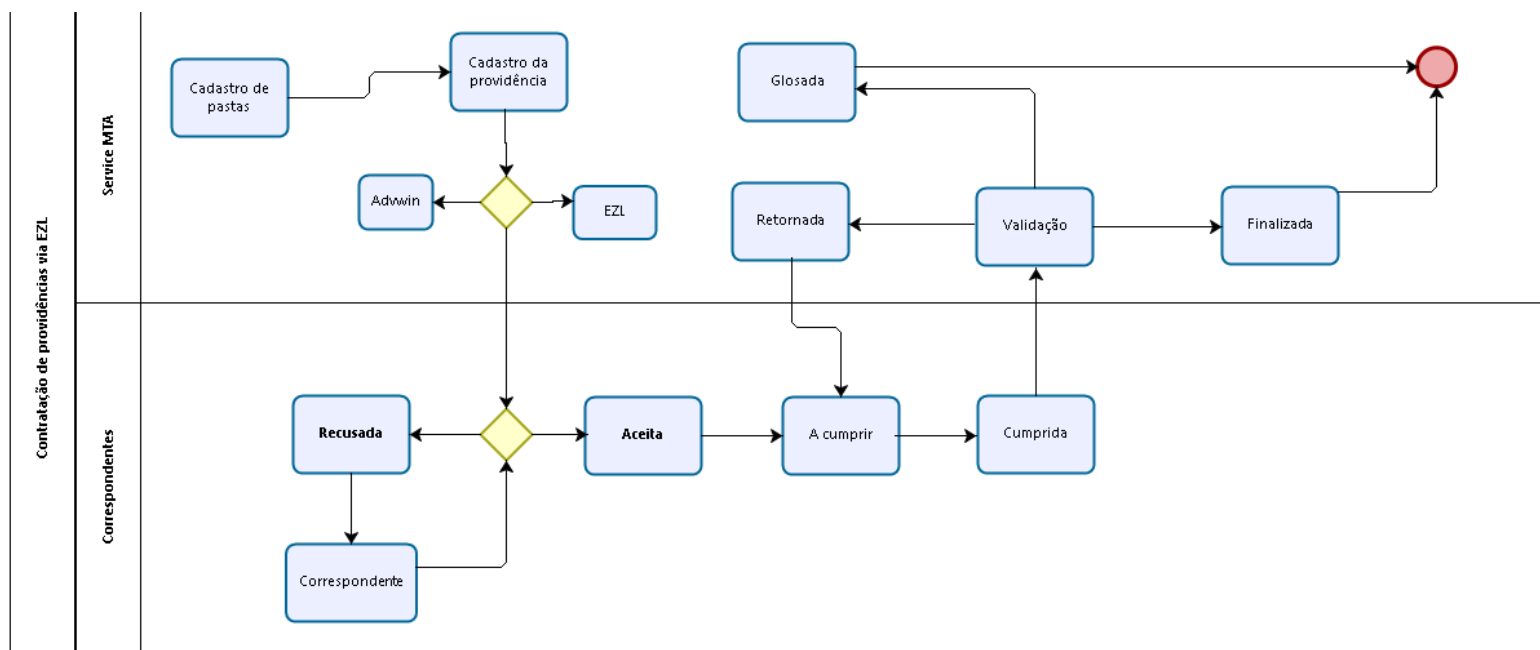 Contratação de providências via EZL
Service MTA
Cadastro de
pastas
Cadastro da
providência
Glosada
Advwin
EZL
Retornada
Validação
Finalizada
Correspondentes
Recusada
Aceita
A cumprir
Cumprida
Correspondente